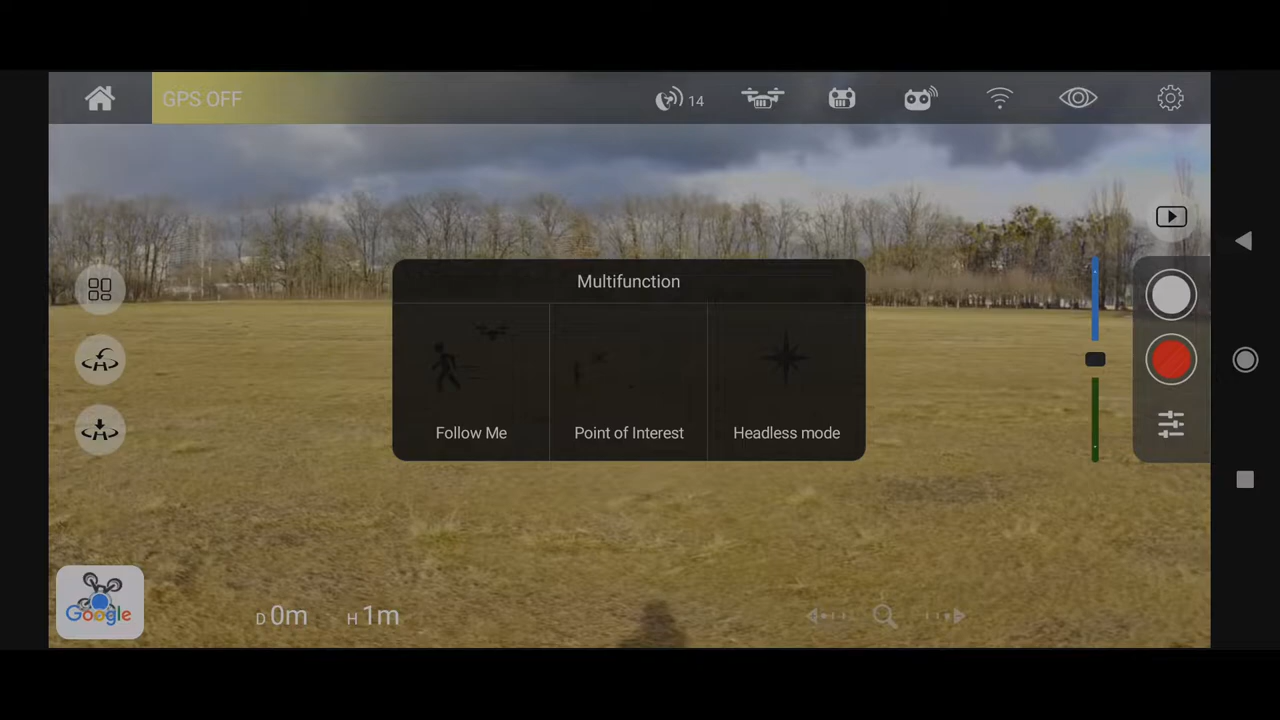 GPS OFF
14
Multifunction
Follow Me
Point of Interest
Headless mode
Google
D 0m
H 1m